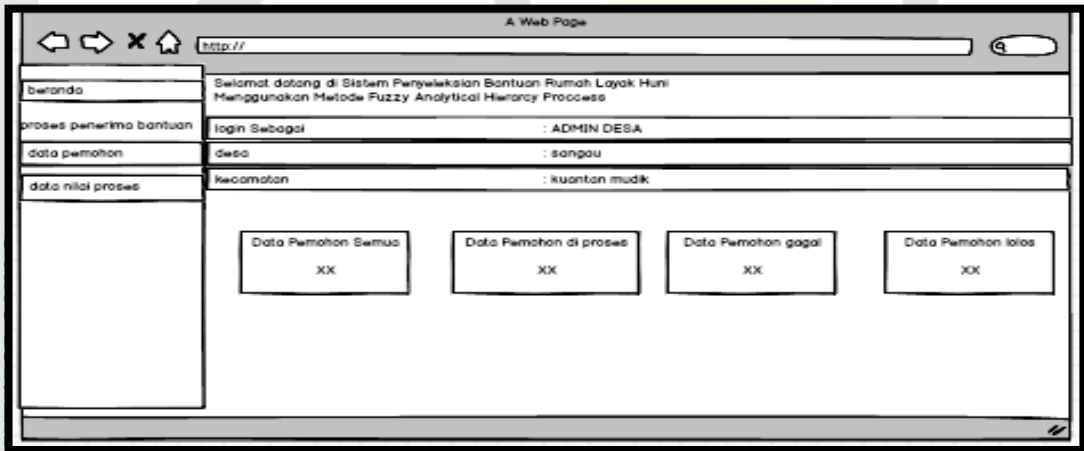 A Web Page
http://
beranda
proses penerima bantuan
data pemohon
data nilai proses
Selamat datang di Sistem Penyeleksian Bantuan Rumah Layak Huni
Menggunakan Metode Fuzzy Analytical Hierarcy Proccess
login Sebagai : ADMIN DESA
desa : sangau
kecamatan : kuantan mudik
Data Pemohon Semua
XX
Data Pemohon di proses
XX
Data Pemohon gagal
XX
Data Pemohon lolos
XX